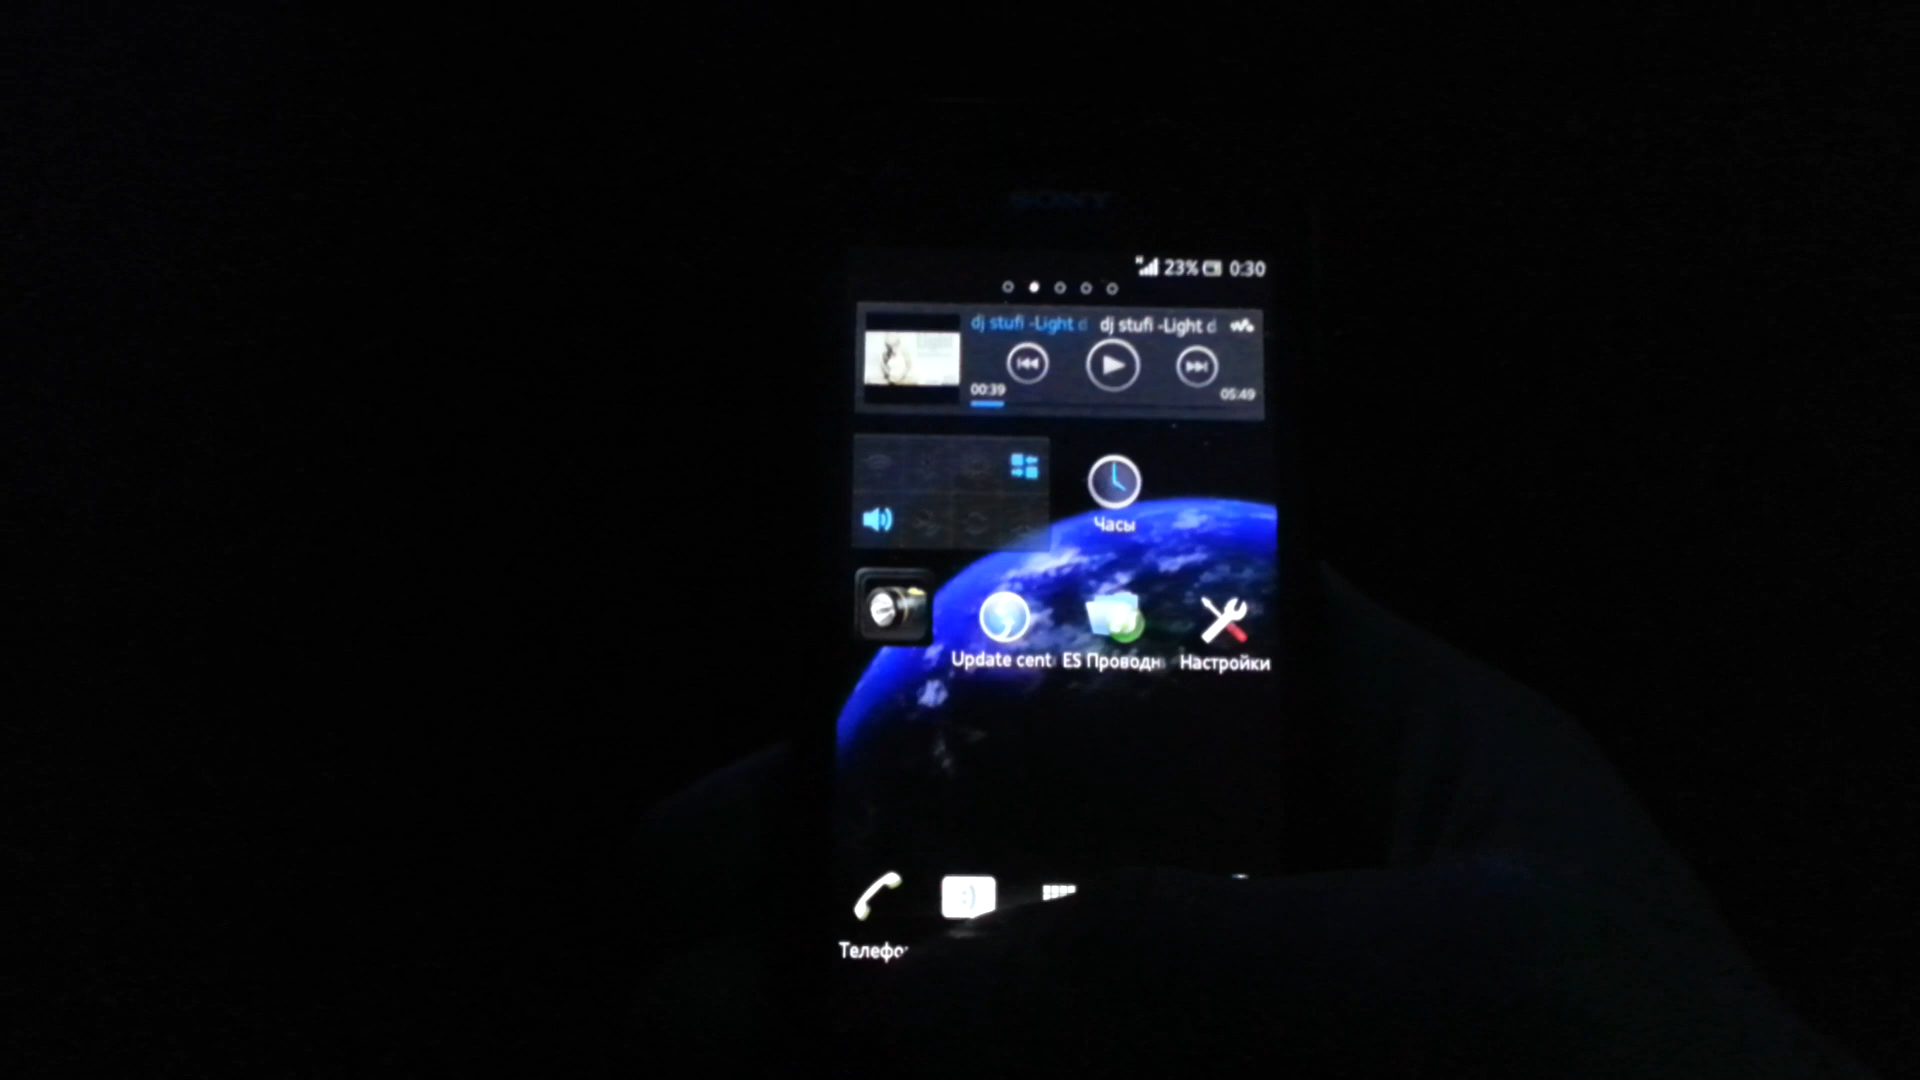 SONY
23% 0:30
dj stufi -Light d dj stufi -Light d
00:39 05:49
Часы
Update cent ES Проводн Настройки
Телефо